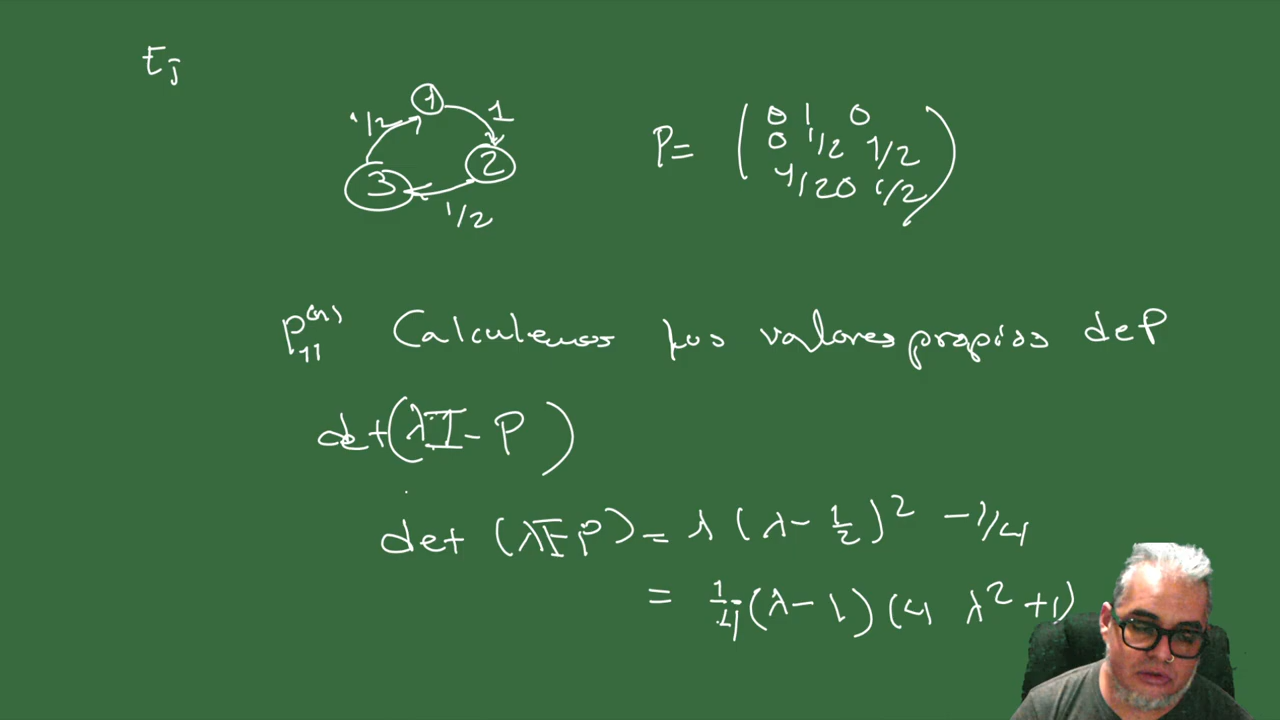 Ej
1
1/2
1
2
3
1/2
P = ( 0 1 0
0 1/2 1/2
1/2 0 1/2 )
P₁₁⁽ⁿ⁾ Calculemos los valores propios de P
det(λI - P)
det (λI-P) = λ (λ - 1/2)² - 1/4
= 1/4 (λ - 1) (4 λ² + 1)